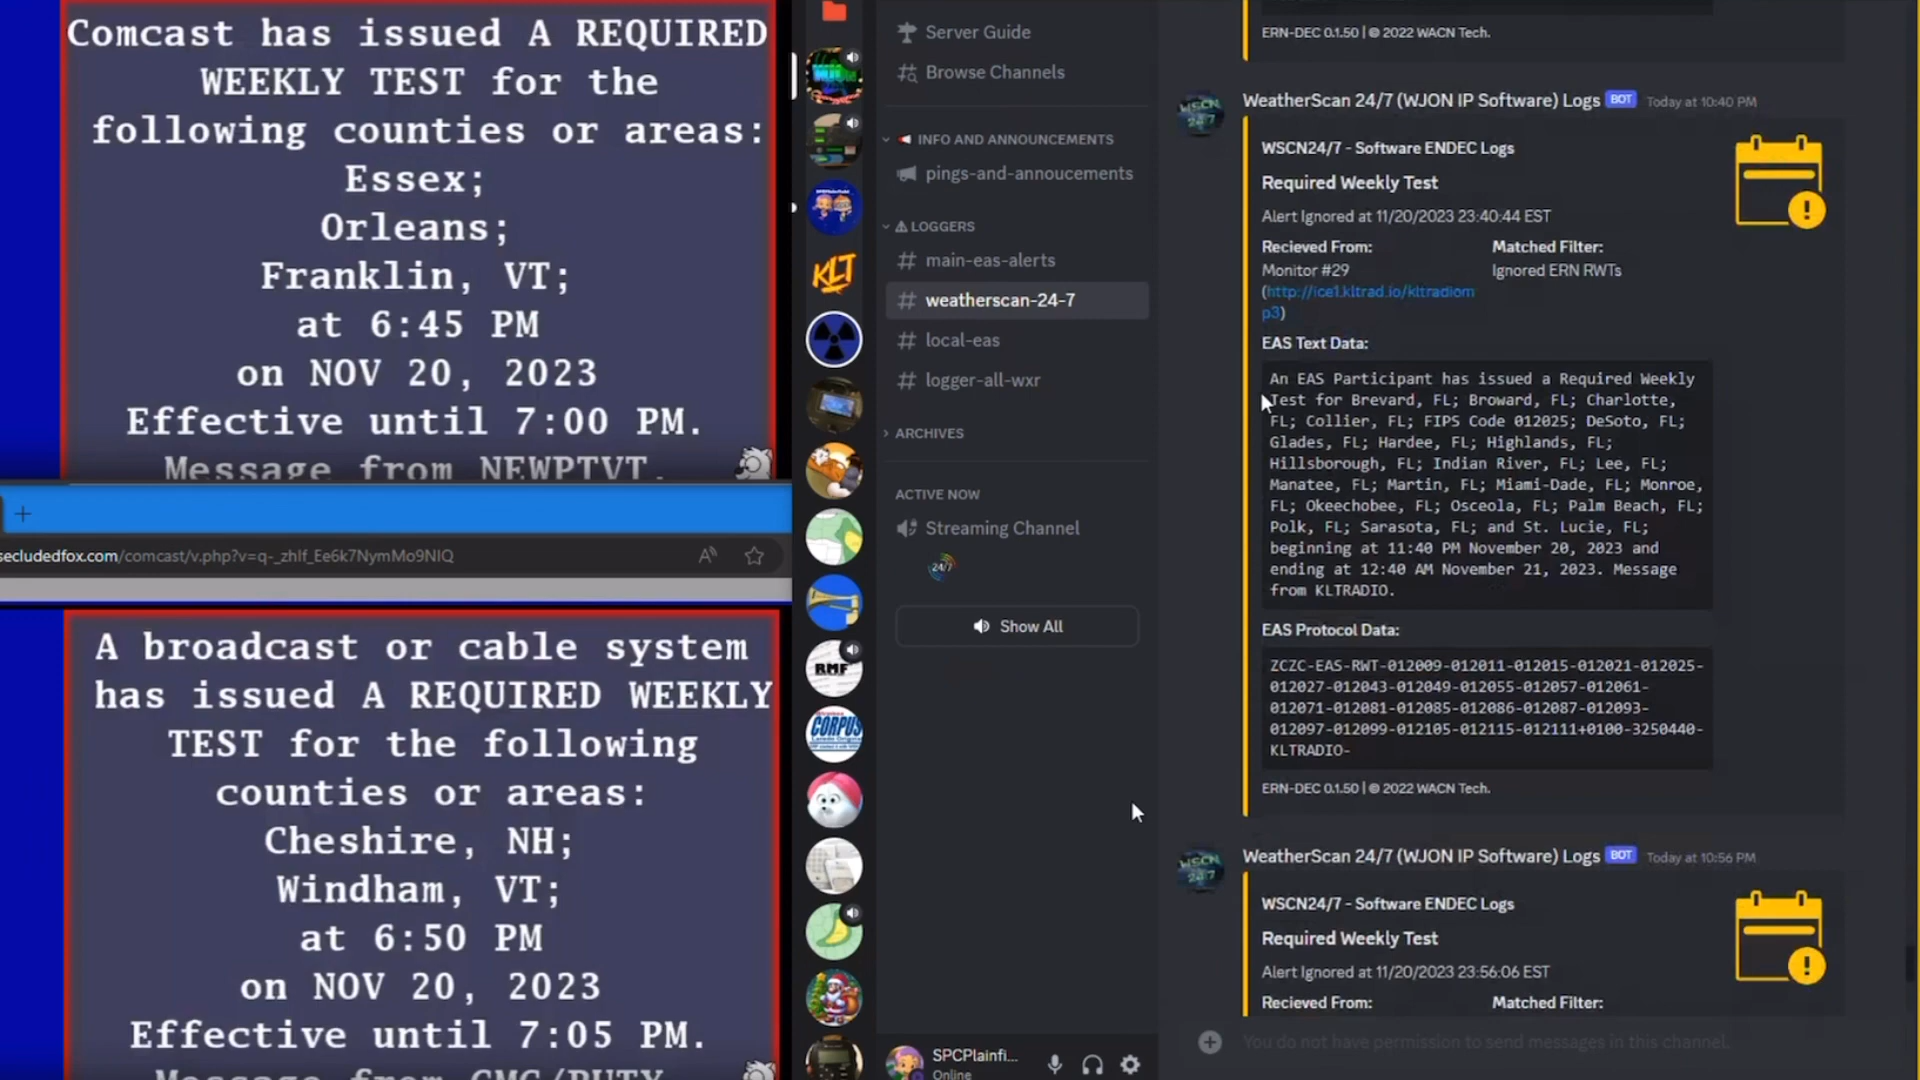 Comcast has issued A REQUIRED
WEEKLY TEST for the
following counties or areas:
Essex;
Orleans;
Franklin, VT;
at 6:45 PM
on NOV 20, 2023
Effective until 7:00 PM.
Message from NEWPTVT.
secludedfox.com/comcast/v.php?v=q-_zhlf_Ee6k7NymMo9NIQ
A broadcast or cable system
has issued A REQUIRED WEEKLY
TEST for the following
counties or areas:
Cheshire, NH;
Windham, VT;
at 6:50 PM
on NOV 20, 2023
Effective until 7:05 PM.
KLT
RMF
CORPUS
Server Guide
Browse Channels
INFO AND ANNOUNCEMENTS
pings-and-annoucements
LOGGERS
main-eas-alerts
weatherscan-24-7
local-eas
logger-all-wxr
ARCHIVES
ACTIVE NOW
Streaming Channel
24/7
Show All
SPCPlainfi...
Online
ERN-DEC 0.1.50 | © 2022 WACN Tech.
WSCN
24/7
WeatherScan 24/7 (WJON IP Software) Logs BOT Today at 10:40 PM
WSCN24/7 - Software ENDEC Logs
Required Weekly Test
Alert Ignored at 11/20/2023 23:40:44 EST
Recieved From: Matched Filter:
Monitor #29 Ignored ERN RWTs
(http://ice1.kltrad.io/kltradiom
p3)
EAS Text Data:
An EAS Participant has issued a Required Weekly
Test for Brevard, FL; Broward, FL; Charlotte,
FL; Collier, FL; FIPS Code 012025; DeSoto, FL;
Glades, FL; Hardee, FL; Highlands, FL;
Hillsborough, FL; Indian River, FL; Lee, FL;
Manatee, FL; Martin, FL; Miami-Dade, FL; Monroe,
FL; Okeechobee, FL; Osceola, FL; Palm Beach, FL;
Polk, FL; Sarasota, FL; and St. Lucie, FL;
beginning at 11:40 PM November 20, 2023 and
ending at 12:40 AM November 21, 2023. Message
from KLTRADIO.
EAS Protocol Data:
ZCZC-EAS-RWT-012009-012011-012015-012021-012025-
012027-012043-012049-012055-012057-012061-
012071-012081-012085-012086-012087-012093-
012097-012099-012105-012115-012111+0100-3250440-
KLTRADIO-
ERN-DEC 0.1.50 | © 2022 WACN Tech.
WSCN
24/7
WeatherScan 24/7 (WJON IP Software) Logs BOT Today at 10:56 PM
WSCN24/7 - Software ENDEC Logs
Required Weekly Test
Alert Ignored at 11/20/2023 23:56:06 EST
Recieved From: Matched Filter:
You do not have permission to send messages in this channel.